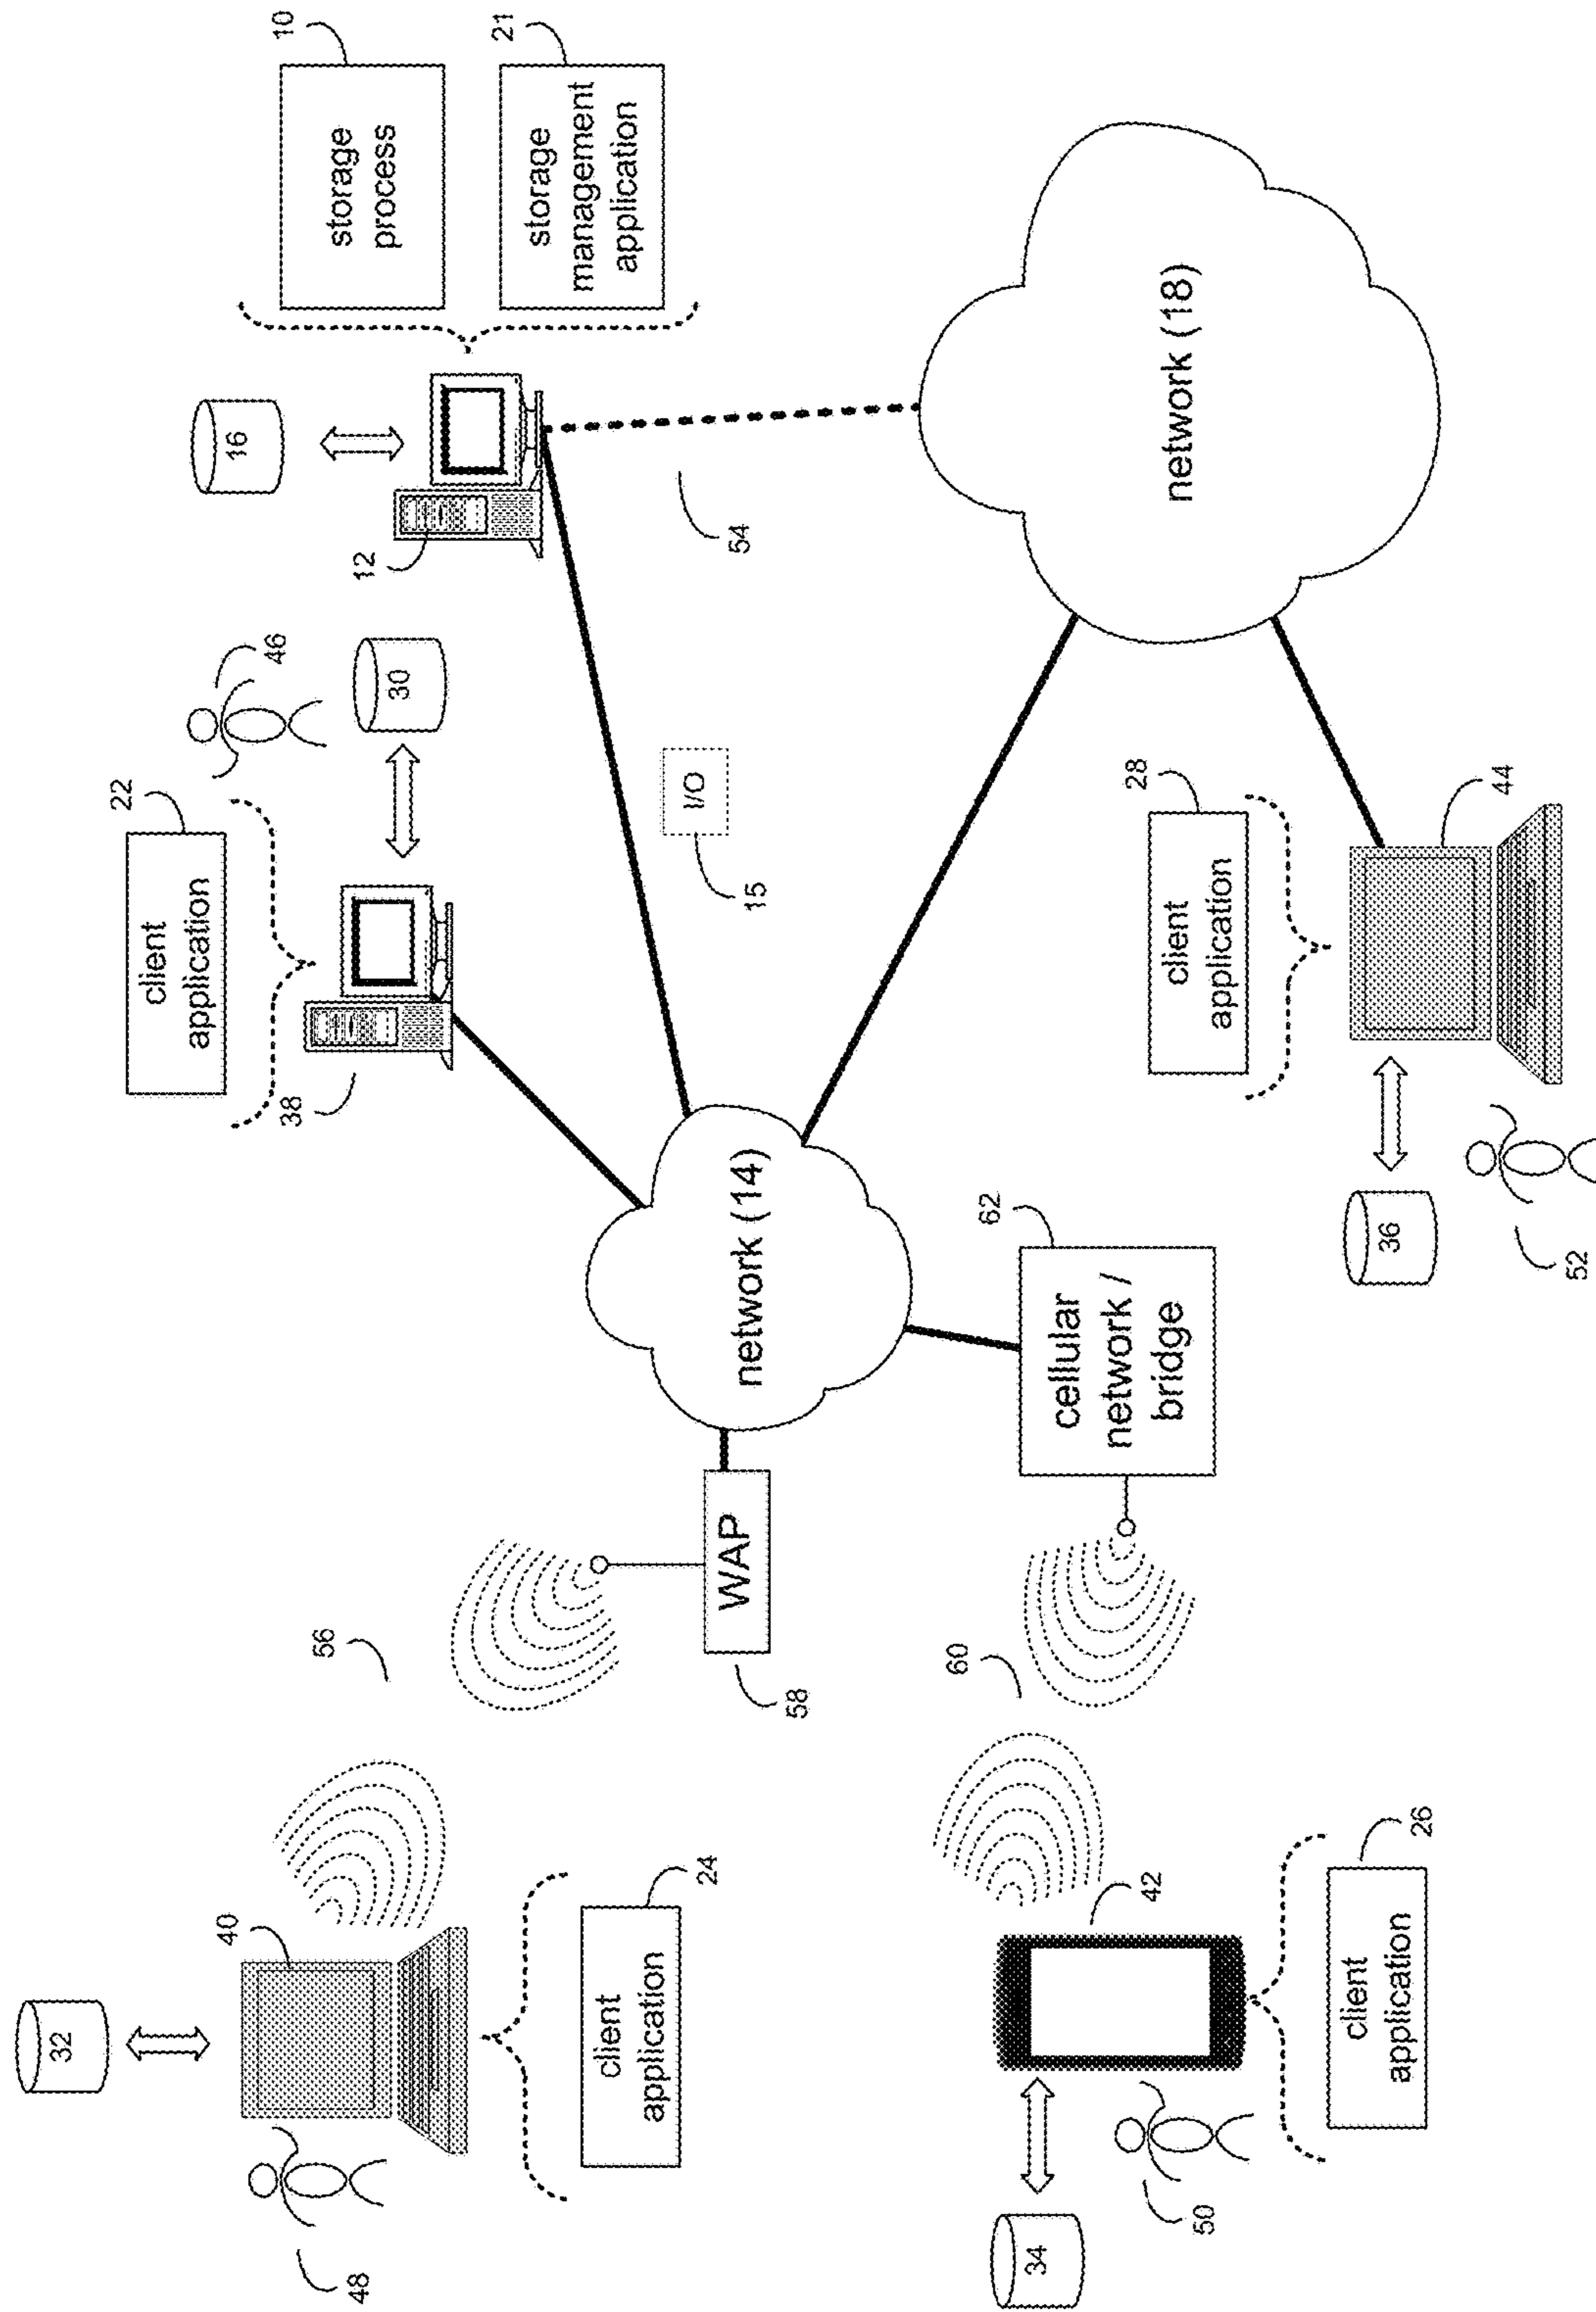 32
22
client
application
40
16
46
10
38
56
48
storage
process
12
30
21
storage
management
application
client
application
24
I/O
WAP
54
network (14)
15
58
60
62
34
cellular
network /
bridge
28
42
client
application
network (18)
50
client
application
36
26
44
52